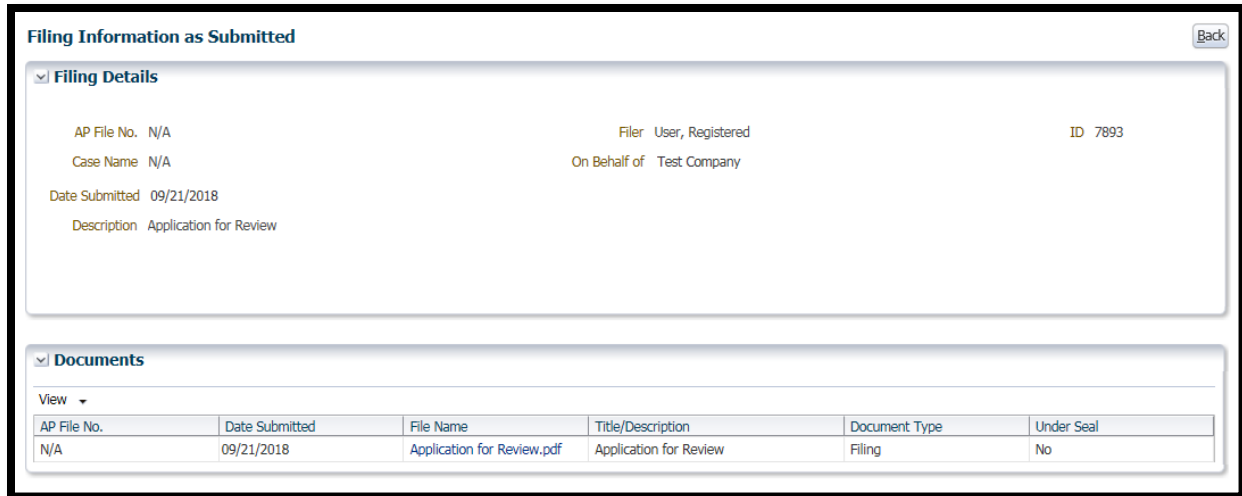 Filing Information as Submitted
Back
Filing Details
AP File No. N/A Filer User, Registered ID 7893
Case Name N/A On Behalf of Test Company
Date Submitted 09/21/2018
Description Application for Review
Documents
View
AP File No. Date Submitted File Name Title/Description Document Type Under Seal
N/A 09/21/2018 Application for Review.pdf Application for Review Filing No